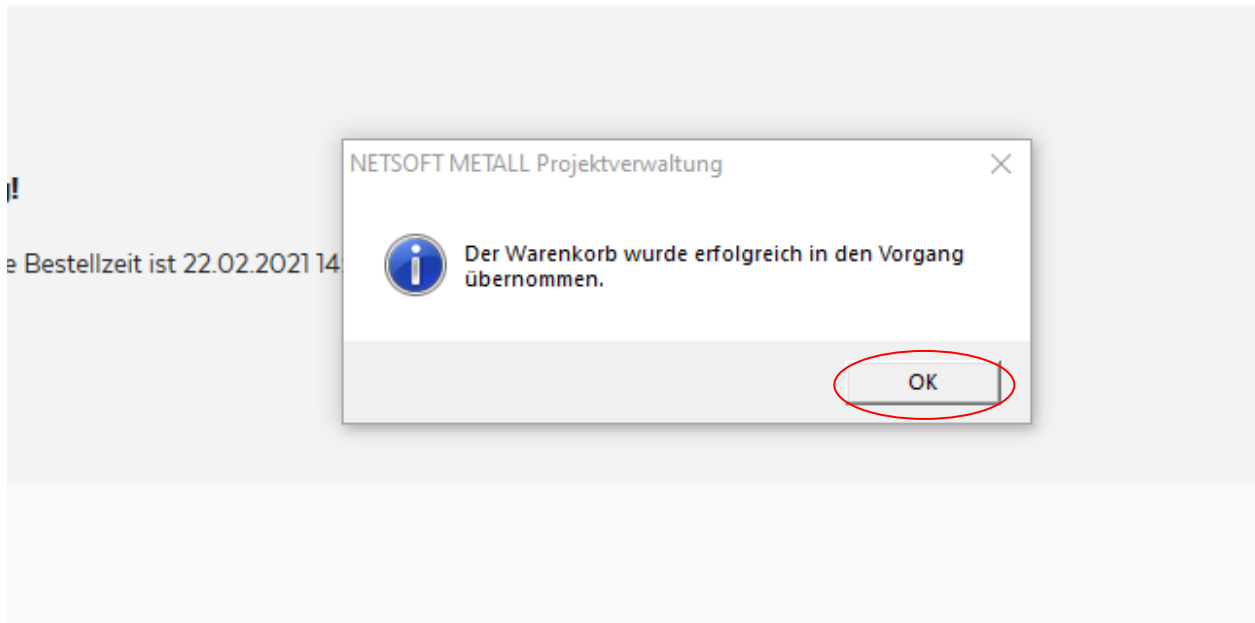 NETSOFT METALL Projektverwaltung
!
e Bestellzeit ist 22.02.2021 14
Der Warenkorb wurde erfolgreich in den Vorgang
übernommen.
OK